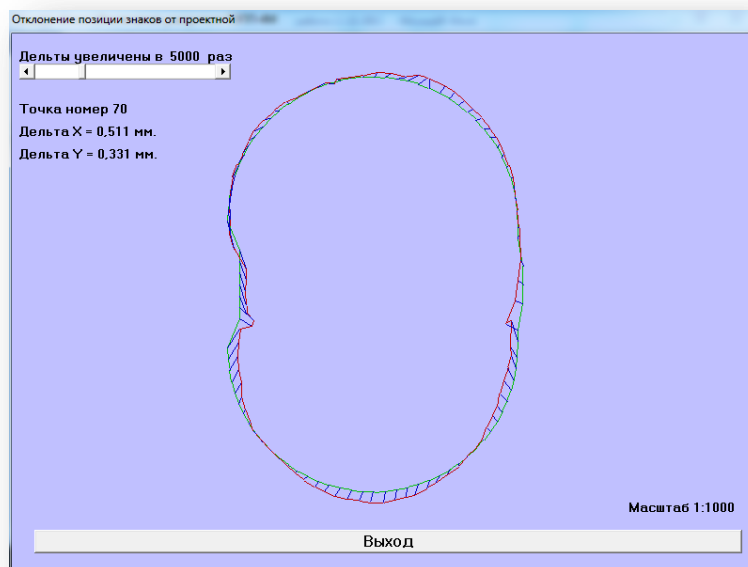 Отклонение позиции знаков от проектной
Дельты увеличены в 5000 раз
Точка номер 70
Дельта X = 0,511 мм.
Дельта Y = 0,331 мм.
Масштаб 1:1000
Выход